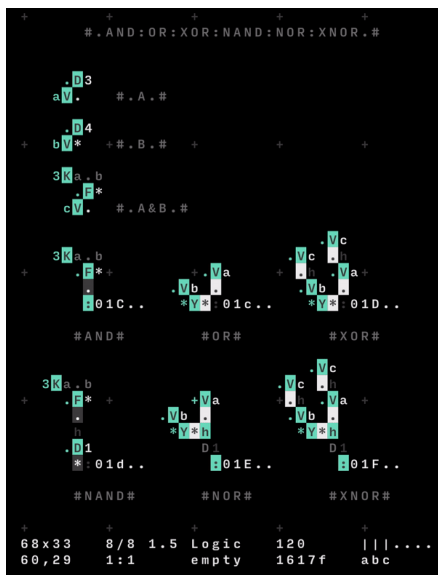 #.AND:OR:XOR:NAND:NOR:XNOR.#
.D3
aV. #.A.#
.D4
bV* #.B.#
3Ka.b
.F*
cV. #.A&B.#
.Vc
3Ka.b .Vc .h
.F* .Va .h .Va
. .Vb . .Vb .
:01C.. *Y*:01c.. *Y*:01D..
#AND# #OR# #XOR#
.Vc
3Ka.b .Vc .h
.F* +Va .h .Va
. .Vb . .Vb .
h *Y*h *Y*h
.D1 D1 D1
*:01d.. :01E.. :01F..
#NAND# #NOR# #XNOR#
68x33 8/8 1.5 Logic 120 |||....
60,29 1:1 empty 1617f abc